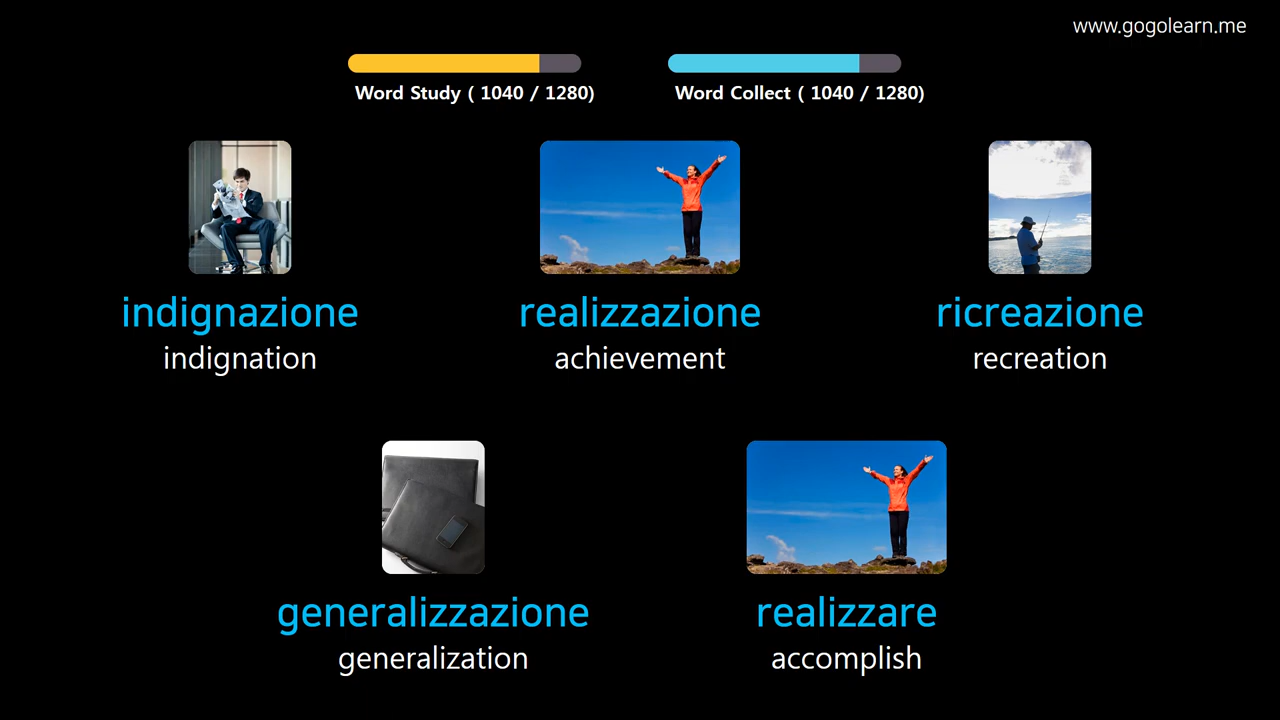 www.gogolearn.me
Word Study ( 1040 / 1280)
Word Collect ( 1040 / 1280)
indignazione
indignation
realizzazione
achievement
ricreazione
recreation
generalizzazione
generalization
realizzare
accomplish